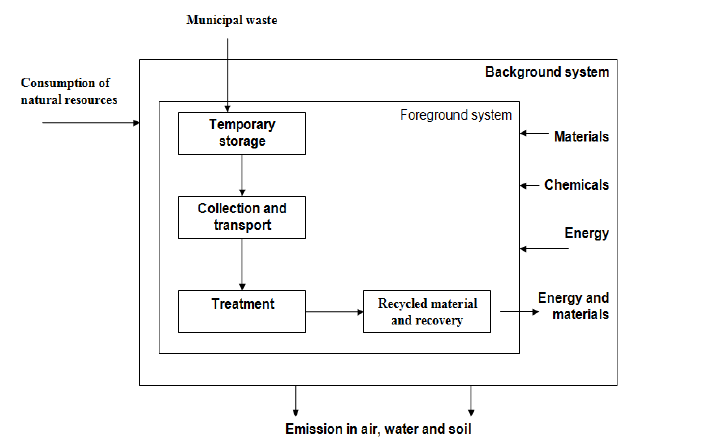 Municipal waste
Background system
Consumption of
natural resources
Foreground system
Temporary
storage
Materials
Chemicals
Collection and
transport
Energy
Treatment
Recycled material
and recovery
Energy and
materials
Emission in air, water and soil